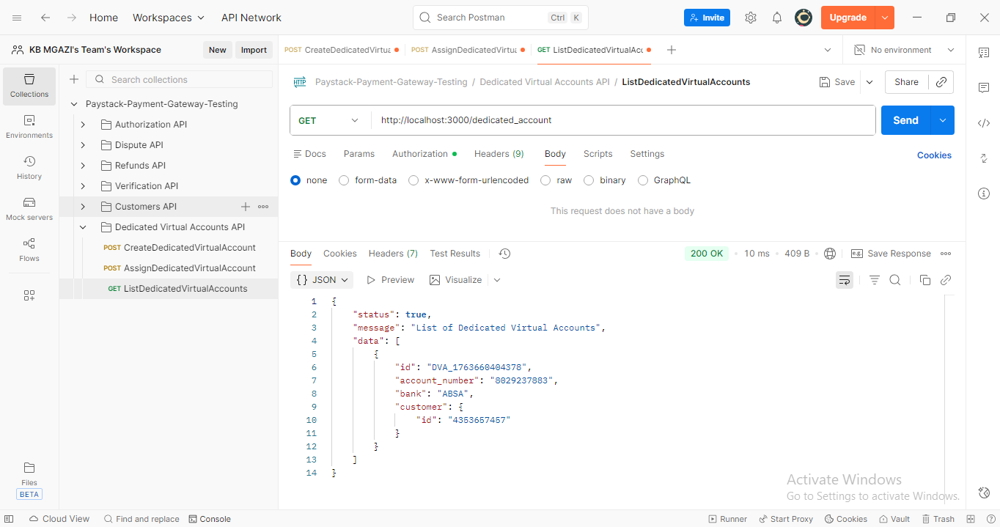 Home Workspaces API Network Search Postman Ctrl K Invite Upgrade
KB MGAZI's Team's Workspace New Import POST CreateDedicatedVirtua POST AssignDedicatedVirtua GET ListDedicatedVirtualAcc No environment
Collections
Environments
History
Mock servers
Flows
Files
BETA
Search collections
Paystack-Payment-Gateway-Testing
Authorization API
Dispute API
Refunds API
Verification API
Customers API
Dedicated Virtual Accounts API
POST CreateDedicatedVirtualAccount
POST AssignDedicatedVirtualAccount
GET ListDedicatedVirtualAccounts
HTTP Paystack-Payment-Gateway-Testing / Dedicated Virtual Accounts API / ListDedicatedVirtualAccounts Save Share
GET http://localhost:3000/dedicated_account Send
Docs Params Authorization Headers (9) Body Scripts Settings Cookies
none form-data x-www-form-urlencoded raw binary GraphQL
This request does not have a body
Body Cookies Headers (7) Test Results 200 OK 10 ms 409 B e.g. Save Response
{} JSON Preview Visualize
1 {
2 "status": true,
3 "message": "List of Dedicated Virtual Accounts",
4 "data": [
5 {
6 "id": "DVA_1763660404378",
7 "account_number": "8029237883",
8 "bank": "ABSA",
9 "customer": {
10 "id": "4353657457"
11 }
12 }
13 ]
14 }
Activate Windows
Go to Settings to activate Windows.
Cloud View Find and replace Console Runner Start Proxy Cookies Vault Trash